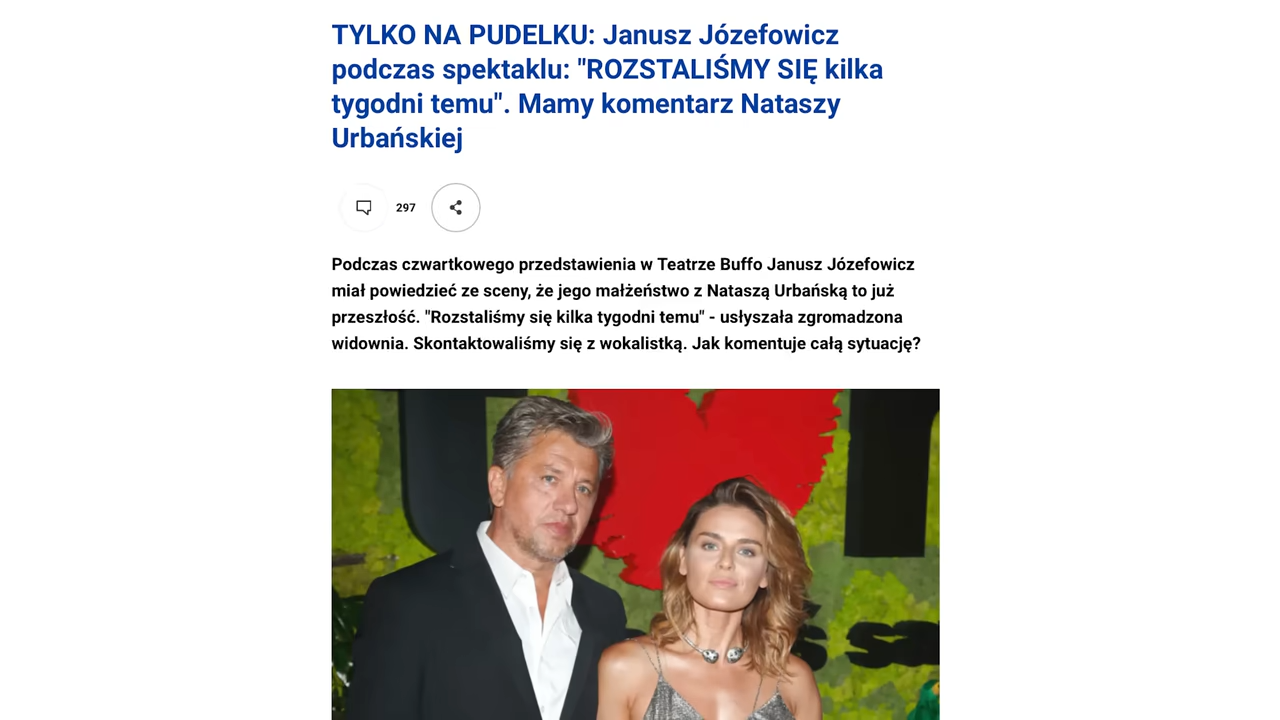 TYLKO NA PUDELKU: Janusz Józefowicz
podczas spektaklu: "ROZSTALIŚMY SIĘ kilka
tygodni temu". Mamy komentarz Nataszy
Urbańskiej
297
Podczas czwartkowego przedstawienia w Teatrze Buffo Janusz Józefowicz
miał powiedzieć ze sceny, że jego małżeństwo z Nataszą Urbańską to już
przeszłość. "Rozstaliśmy się kilka tygodni temu" - usłyszała zgromadzona
widownia. Skontaktowaliśmy się z wokalistką. Jak komentuje całą sytuację?